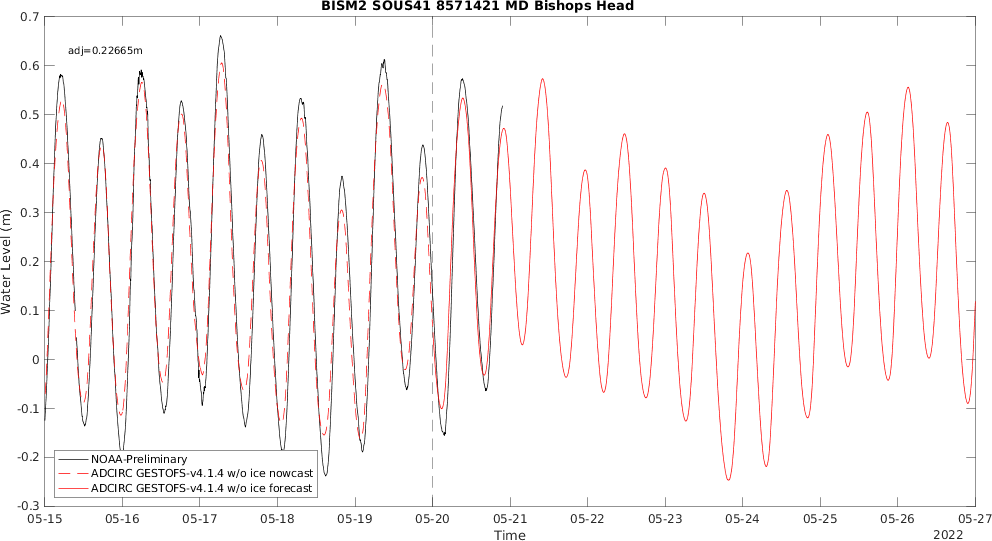 BISM2 SOUS41 8571421 MD Bishops Head
adj=0.22665m
Water Level (m)
0.7
0.6
0.5
0.4
0.3
0.2
0.1
0
-0.1
-0.2
-0.3
NOAA-Preliminary
ADCIRC GESTOFS-v4.1.4 w/o ice nowcast
ADCIRC GESTOFS-v4.1.4 w/o ice forecast
05-15 05-16 05-17 05-18 05-19 05-20 05-21 05-22 05-23 05-24 05-25 05-26 05-27
Time
2022